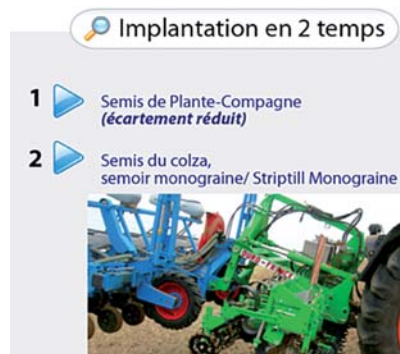 Implantation en 2 temps
1 Semis de Plante-Compagne
(écartement réduit)
2 Semis du colza,
semoir monograine/ Striptill Monograine